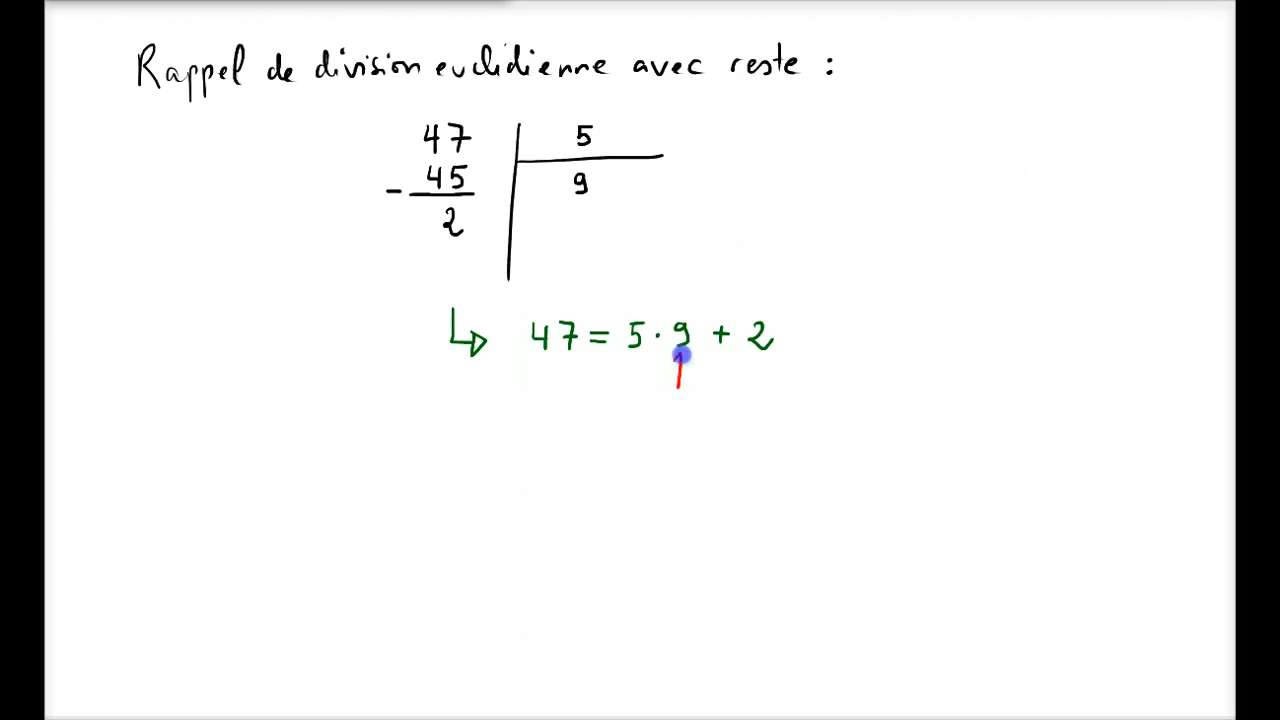 Rappel de division euclidienne avec reste :
47 5
- 45 9
2
47 = 5 · 9 + 2